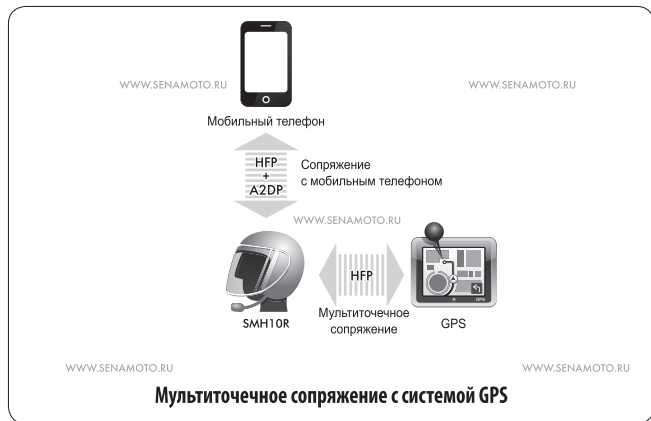 WWW.SENAMOTO.RU
WWW.SENAMOTO.RU
Мобильный телефон
HFP
+
A2DP
Сопряжение
с мобильным телефоном
WWW.SENAMOTO.RU
HFP
GPS
SMH10R
Мультиточечное
сопряжение
GPS
WWW.SENAMOTO.RU
WWW.SENAMOTO.RU
Мультиточечное сопряжение с системой GPS